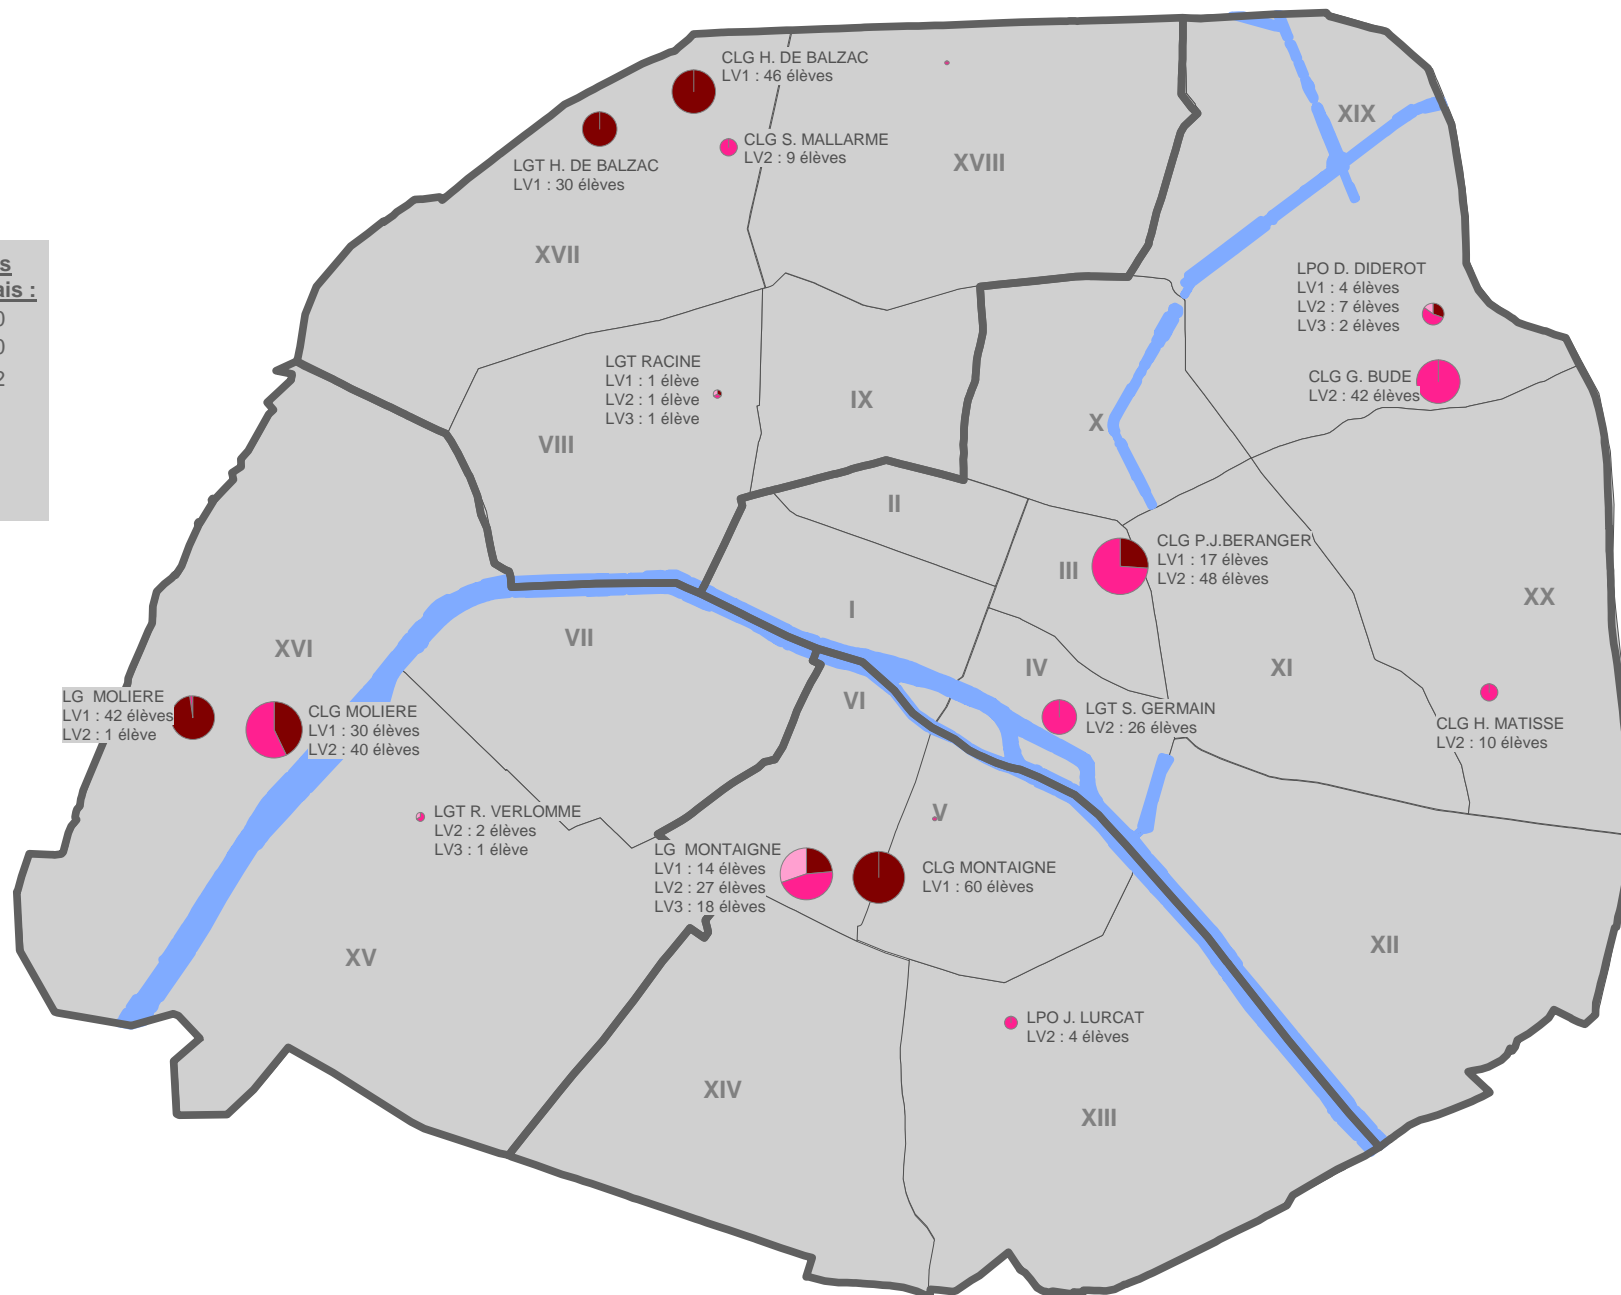 CLG H. DE BALZAC
LV1 : 46 élèves
XIX
LGT H. DE BALZAC
LV1 : 30 élèves
CLG S. MALLARME
LV2 : 9 élèves
XVIII
XVII
LPO D. DIDEROT
LV1 : 4 élèves
LV2 : 7 élèves
LV3 : 2 élèves
LGT RACINE
LV1 : 1 élève
LV2 : 1 élève
LV3 : 1 élève
CLG G. BUDE
LV2 : 42 élèves
IX
X
VIII
II
CLG P.J.BERANGER
LV1 : 17 élèves
LV2 : 48 élèves
III
XX
I
VII
XVI
IV
XI
VI
LG MOLIERE
LV1 : 42 élèves
LV2 : 1 élève
CLG MOLIERE
LV1 : 30 élèves
LV2 : 40 élèves
LGT S. GERMAIN
LV2 : 26 élèves
CLG H. MATISSE
LV2 : 10 élèves
LGT R. VERLOMME
LV2 : 2 élèves
LV3 : 1 élève
V
LG MONTAIGNE
LV1 : 14 élèves
LV2 : 27 élèves
LV3 : 18 élèves
CLG MONTAIGNE
LV1 : 60 élèves
XV
XII
LPO J. LURCAT
LV2 : 4 élèves
XIV
XIII